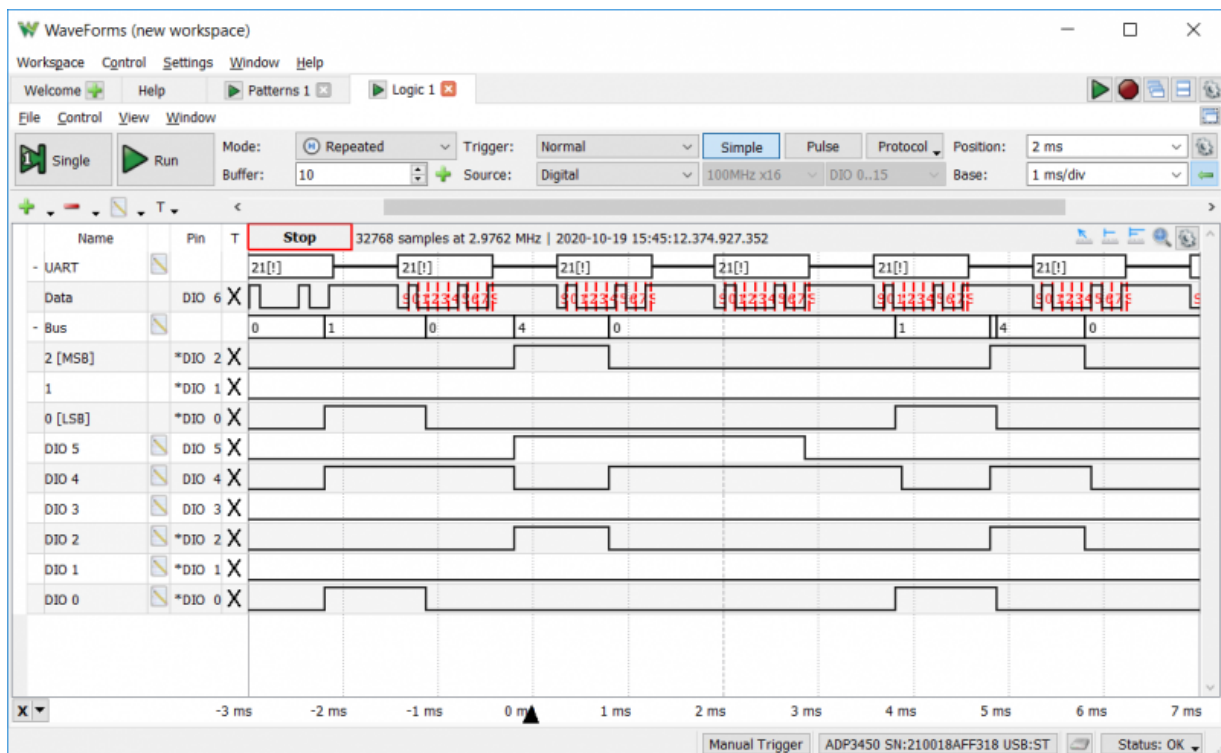 WaveForms (new workspace)
Workspace Control Settings Window Help
Welcome Help Patterns 1 Logic 1
File Control View Window
Single Run Mode: Repeated Trigger: Normal Simple Pulse Protocol Position: 2 ms
Buffer: 10 Source: Digital 100MHz x16 DIO 0..15 Base: 1 ms/div
T
Name Pin T Stop 32768 samples at 2.9762 MHz | 2020-10-19 15:45:12.374.927.352
- UART 21[!] 21[!] 21[!] 21[!] 21[!] 21[!]
Data DIO 6 X
- Bus 0 1 0 4 0 1 4 0
2 [MSB] *DIO 2 X
1 *DIO 1 X
0 [LSB] *DIO 0 X
DIO 5 DIO 5 X
DIO 4 DIO 4 X
DIO 3 DIO 3 X
DIO 2 *DIO 2 X
DIO 1 *DIO 1 X
DIO 0 *DIO 0 X
X -3 ms -2 ms -1 ms 0 m 1 ms 2 ms 3 ms 4 ms 5 ms 6 ms 7 ms
Manual Trigger ADP3450 SN:210018AFF318 USB:ST Status: OK